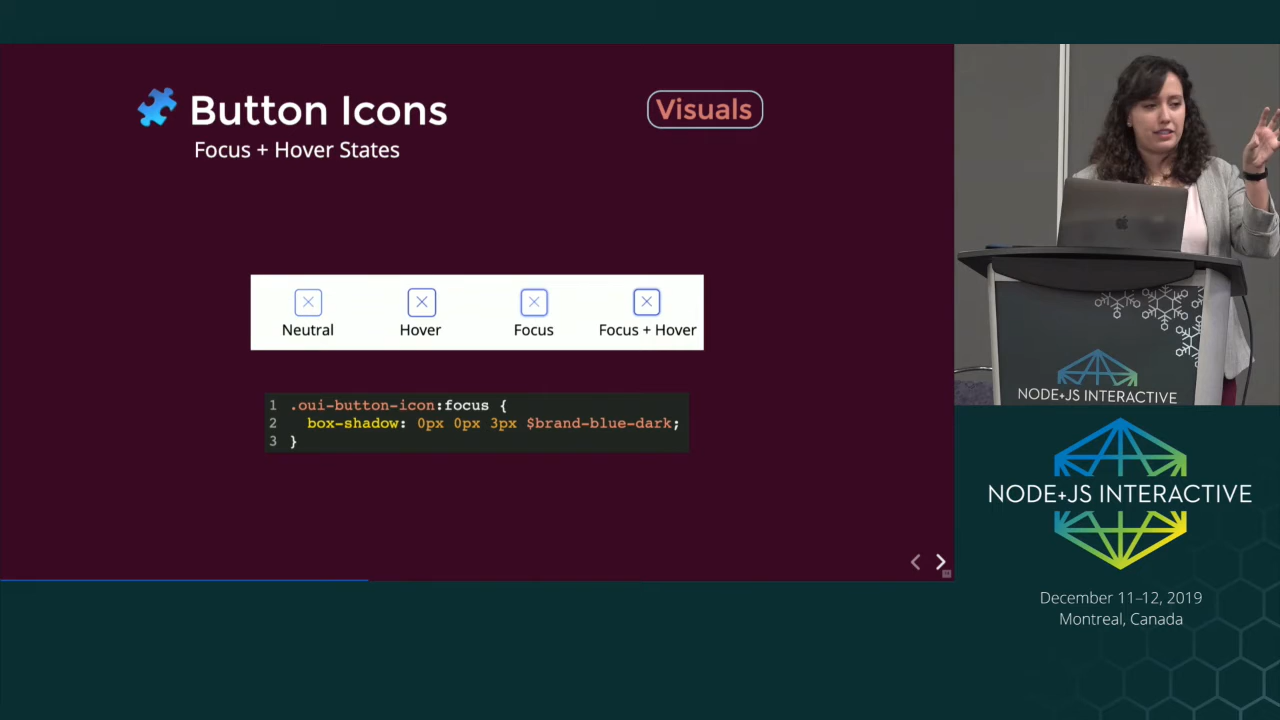 Button Icons
Visuals
Focus + Hover States
Neutral
Hover
Focus
Focus + Hover
1 .oui-button-icon:focus {
2 box-shadow: 0px 0px 3px $brand-blue-dark;
3 }
NODE+JS INTERACTIVE
NODE+JS INTERACTIVE
December 11–12, 2019
Montreal, Canada